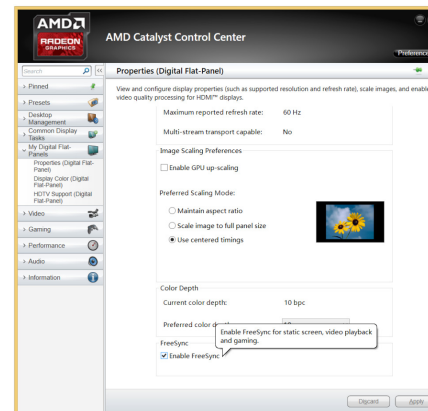 AMD
RADEON
GRAPHICS
AMD Catalyst Control Center
Preferences
Search
Properties (Digital Flat-Panel)
Pinned
Presets
Desktop
Management
Common Display
Tasks
My Digital Flat-
Panels
Properties (Digital Flat-
Panel)
Display Color (Digital
Flat-Panel)
HDTV Support (Digital
Flat-Panel)
Video
Gaming
Performance
Audio
Information
View and configure display properties (such as supported resolution and refresh rate), scale images, and enable
video quality processing for HDMI™ displays.
Maximum reported refresh rate: 60 Hz
Multi-stream transport capable: No
Image Scaling Preferences
Enable GPU up-scaling
Preferred Scaling Mode:
Maintain aspect ratio
Scale image to full panel size
Use centered timings
Color Depth
Current color depth: 10 bpc
Preferred color
Enable FreeSync for static screen, video playback
and gaming.
FreeSync
Enable FreeSync
Discard
Apply